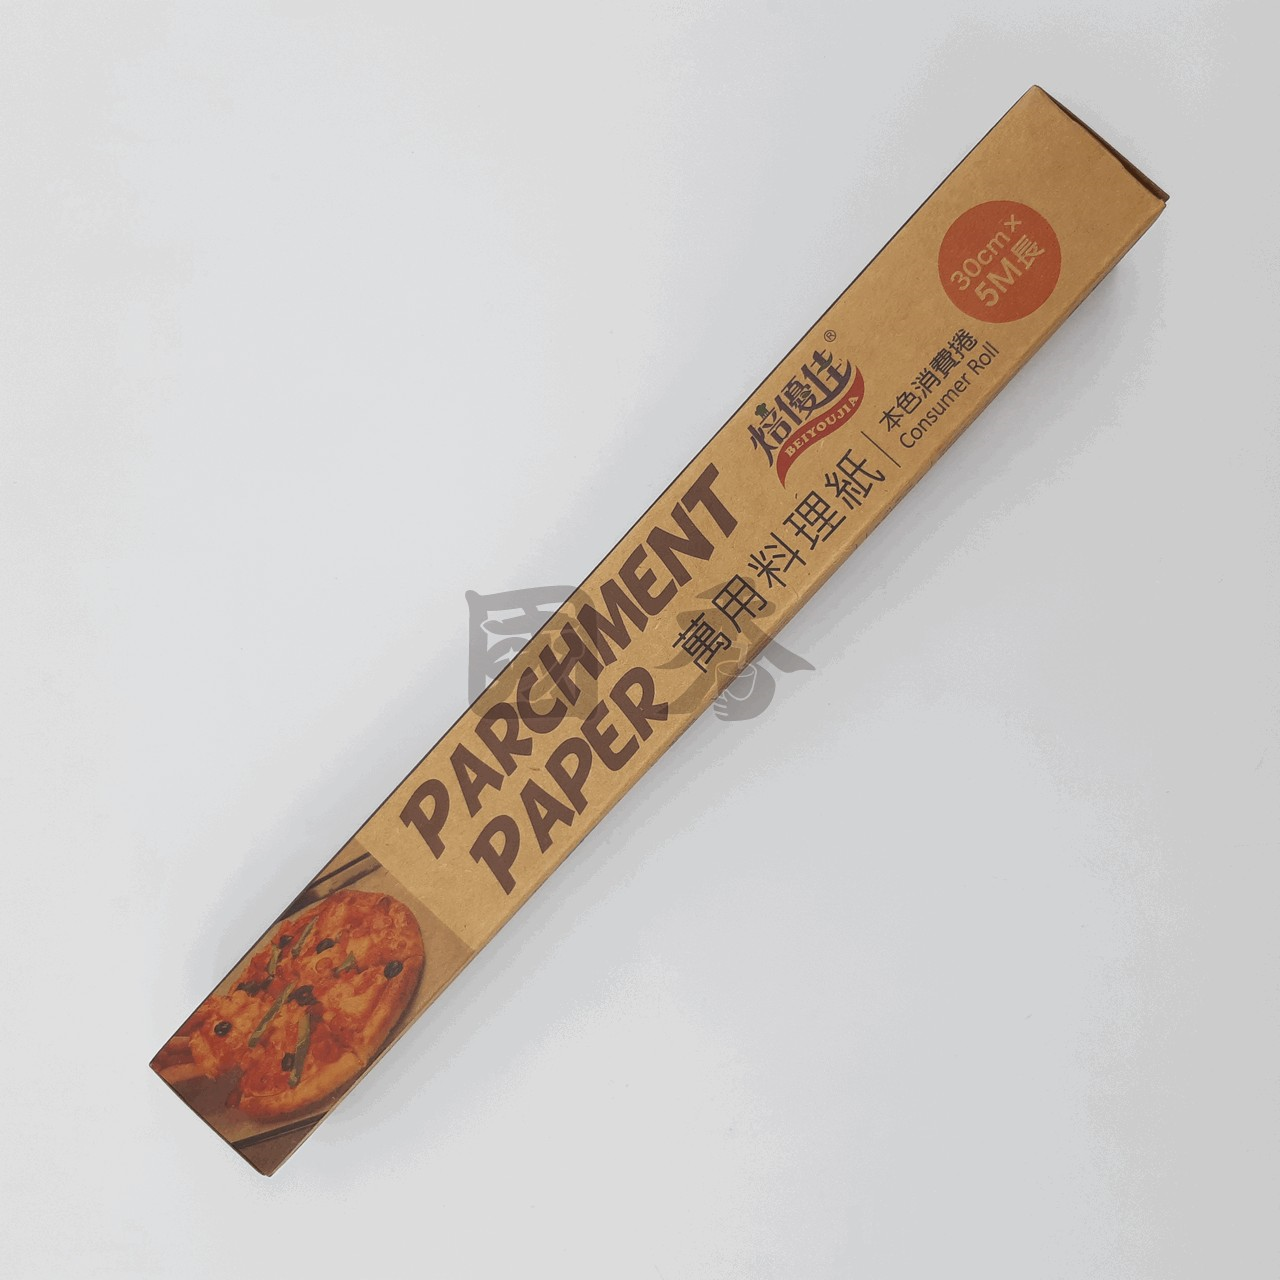 PARCHMENT
PAPER
萬用料理紙
焙優佳®
BEIYOUJIA
本色消費捲
Consumer Roll
30cm×
5M長